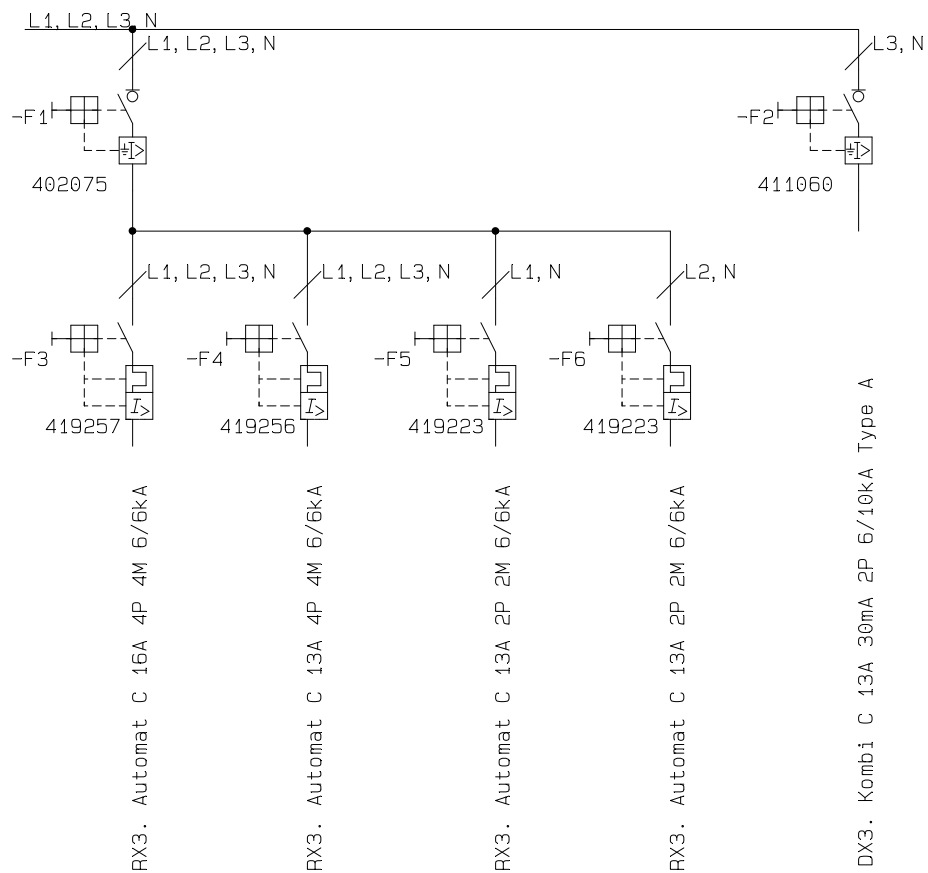 L1, L2, L3, N
L1, L2, L3, N
L3, N
-F1
-F2
402075
411060
L1, L2, L3, N
L1, L2, L3, N
L1, N
L2, N
-F3
-F4
-F5
-F6
I>
I>
I>
I>
I>
I>
419257
419256
419223
419223
RX3. Automat C 16A 4P 4M 6/6kA
RX3. Automat C 13A 4P 4M 6/6kA
RX3. Automat C 13A 2P 2M 6/6kA
RX3. Automat C 13A 2P 2M 6/6kA
DX3. Kombi C 13A 30mA 2P 6/10kA Type A